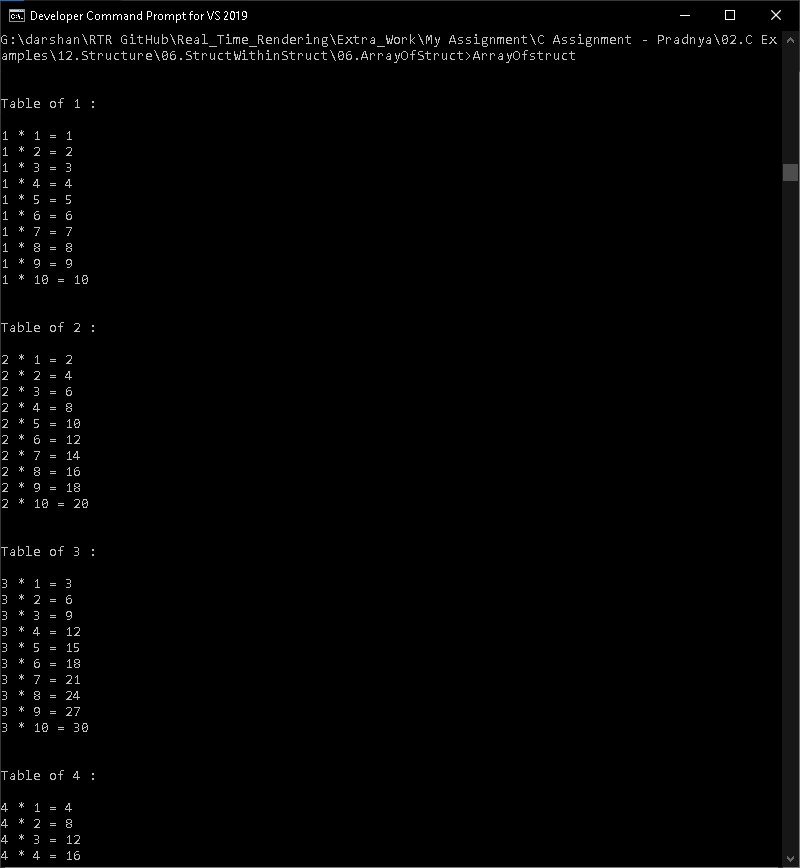 Developer Command Prompt for VS 2019
G:\darshan\RTR GitHub\Real_Time_Rendering\Extra_Work\My Assignment\C Assignment - Pradnya\02.C Ex
amples\12.Structure\06.StructWithinStruct\06.ArrayOfStruct>ArrayOfstruct
Table of 1 :
1 * 1 = 1
1 * 2 = 2
1 * 3 = 3
1 * 4 = 4
1 * 5 = 5
1 * 6 = 6
1 * 7 = 7
1 * 8 = 8
1 * 9 = 9
1 * 10 = 10
Table of 2 :
2 * 1 = 2
2 * 2 = 4
2 * 3 = 6
2 * 4 = 8
2 * 5 = 10
2 * 6 = 12
2 * 7 = 14
2 * 8 = 16
2 * 9 = 18
2 * 10 = 20
Table of 3 :
3 * 1 = 3
3 * 2 = 6
3 * 3 = 9
3 * 4 = 12
3 * 5 = 15
3 * 6 = 18
3 * 7 = 21
3 * 8 = 24
3 * 9 = 27
3 * 10 = 30
Table of 4 :
4 * 1 = 4
4 * 2 = 8
4 * 3 = 12
4 * 4 = 16